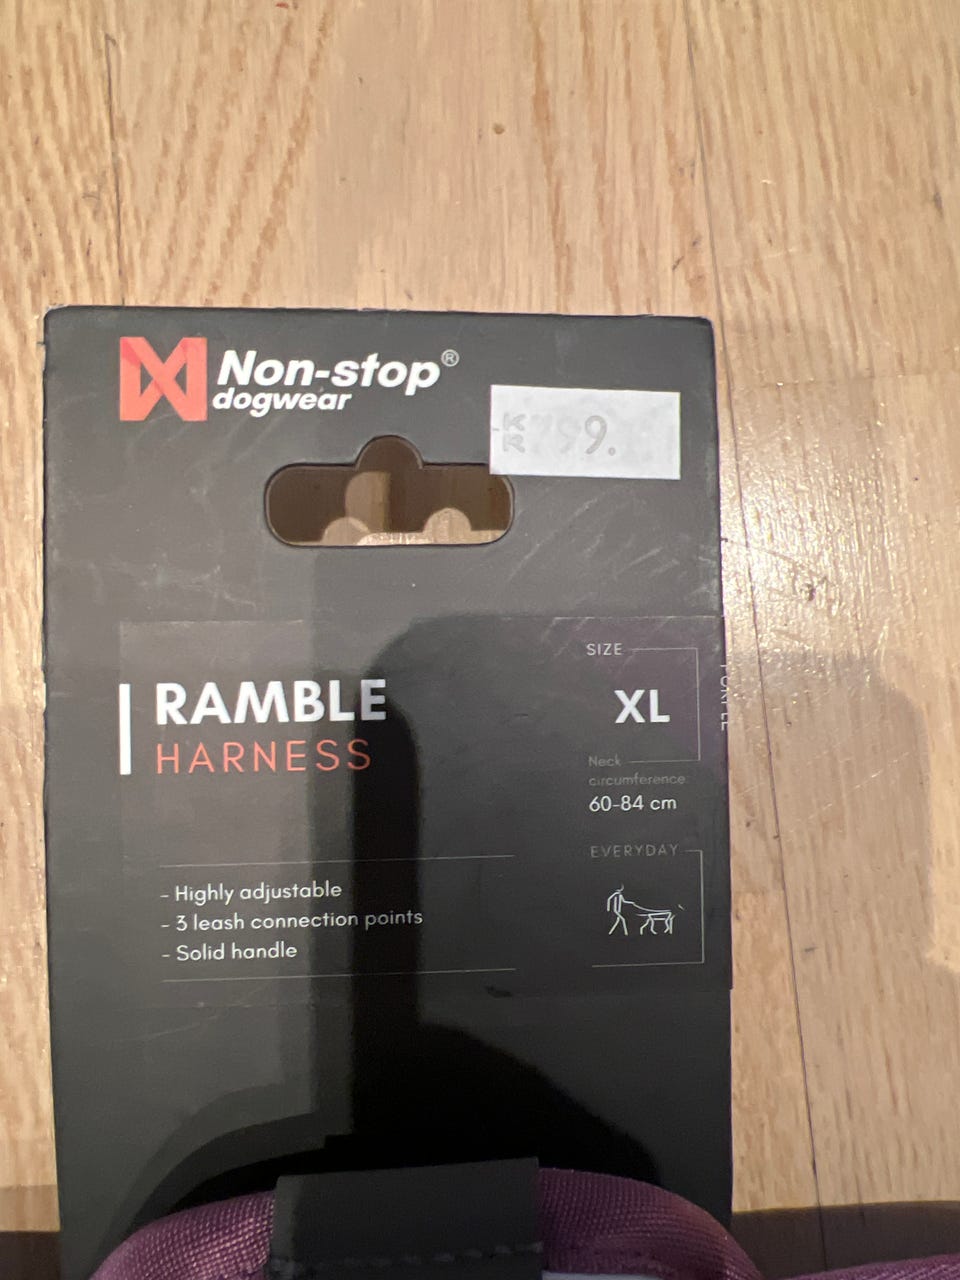 Non-stop®
dogwear
RAMBLE
HARNESS
- Highly adjustable
- 3 leash connection points
- Solid handle
SIZE
XL
Neck
circumference
60-84 cm
EVERYDAY